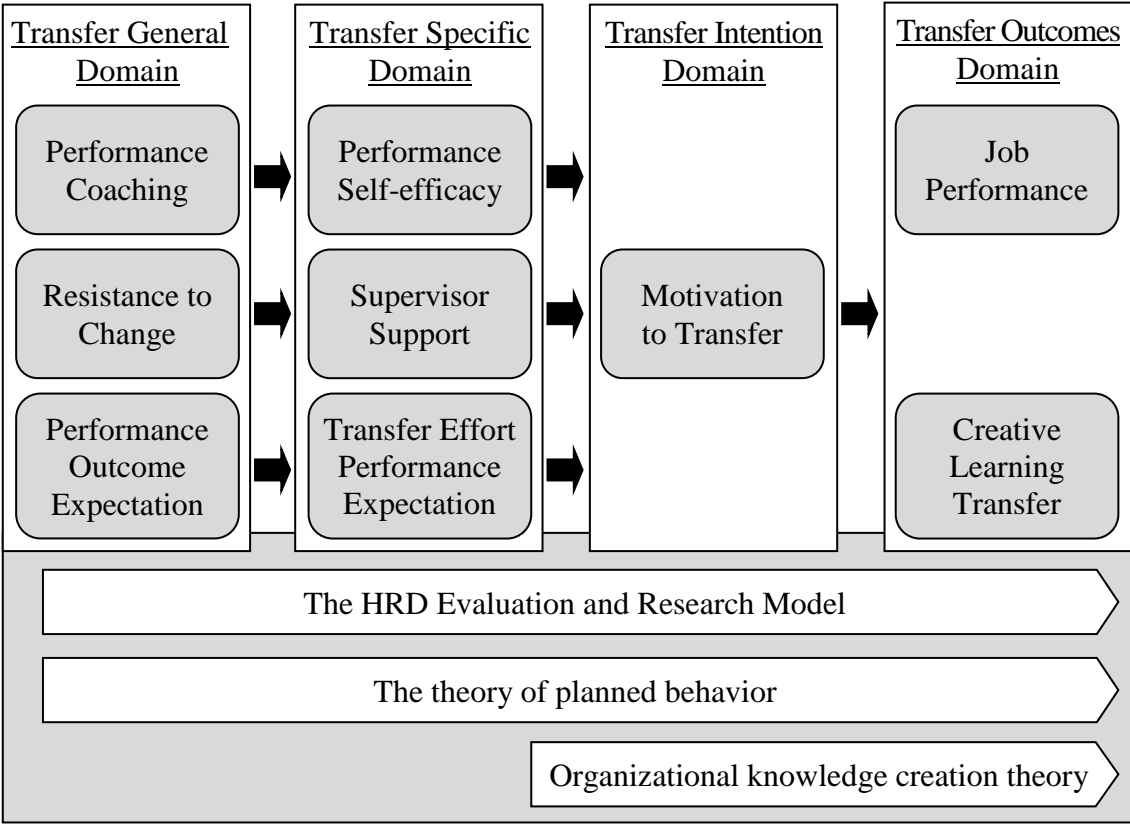 Transfer General
Domain
Performance
Coaching
Resistance to
Change
Performance
Outcome
Expectation
Transfer Specific
Domain
Performance
Self-efficacy
Supervisor
Support
Transfer Effort
Performance
Expectation
Transfer Intention
Domain
Motivation
to Transfer
Transfer Outcomes
Domain
Job
Performance
Creative
Learning
Transfer
The HRD Evaluation and Research Model
The theory of planned behavior
Organizational knowledge creation theory